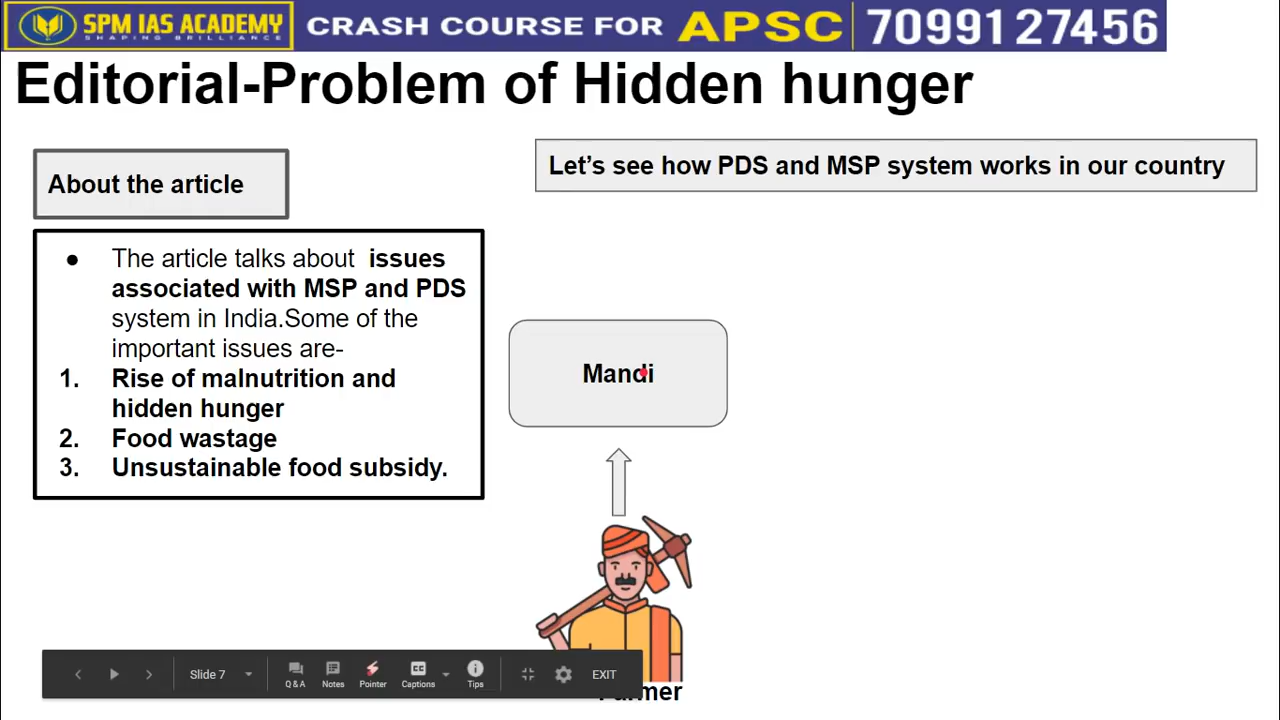 SPM IAS ACADEMY
SHAPING BRILLIANCE
CRASH COURSE FOR APSC 70991 27456
Editorial-Problem of Hidden hunger
About the article
Let's see how PDS and MSP system works in our country
● The article talks about issues
associated with MSP and PDS
system in India.Some of the
important issues are-
1. Rise of malnutrition and
hidden hunger
2. Food wastage
3. Unsustainable food subsidy.
Mandi
Slide 7
Q & A
Notes
Pointer
CC
Captions
Tips
EXIT